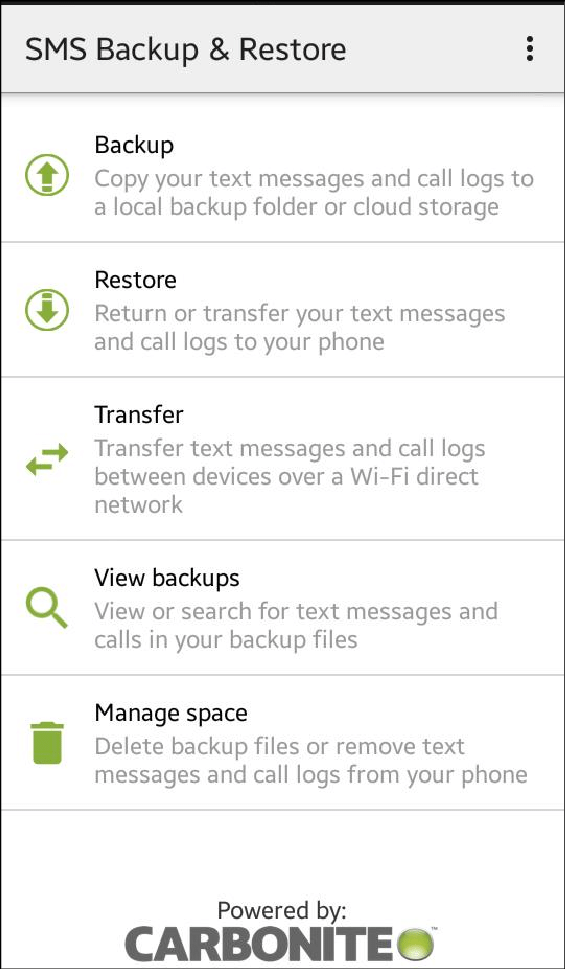 SMS Backup & Restore
Backup
Copy your text messages and call logs to
a local backup folder or cloud storage
Restore
Return or transfer your text messages
and call logs to your phone
Transfer
Transfer text messages and call logs
between devices over a Wi-Fi direct
network
View backups
View or search for text messages and
calls in your backup files
Manage space
Delete backup files or remove text
messages and call logs from your phone
Powered by:
CARBONITE™